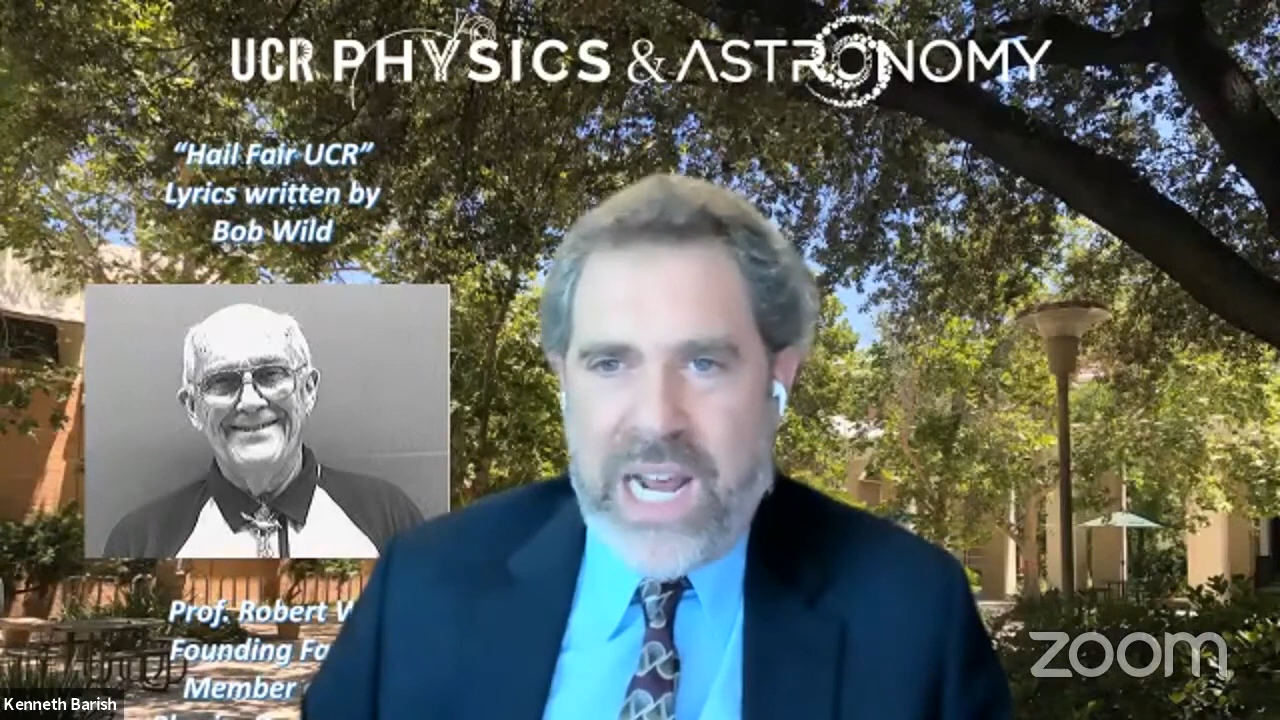 UCR PHYSICS & ASTRONOMY
“Hail Fair UCR”
Lyrics written by
Bob Wild
Prof. Robert
Founding
Member
Kenneth Barish
zoom